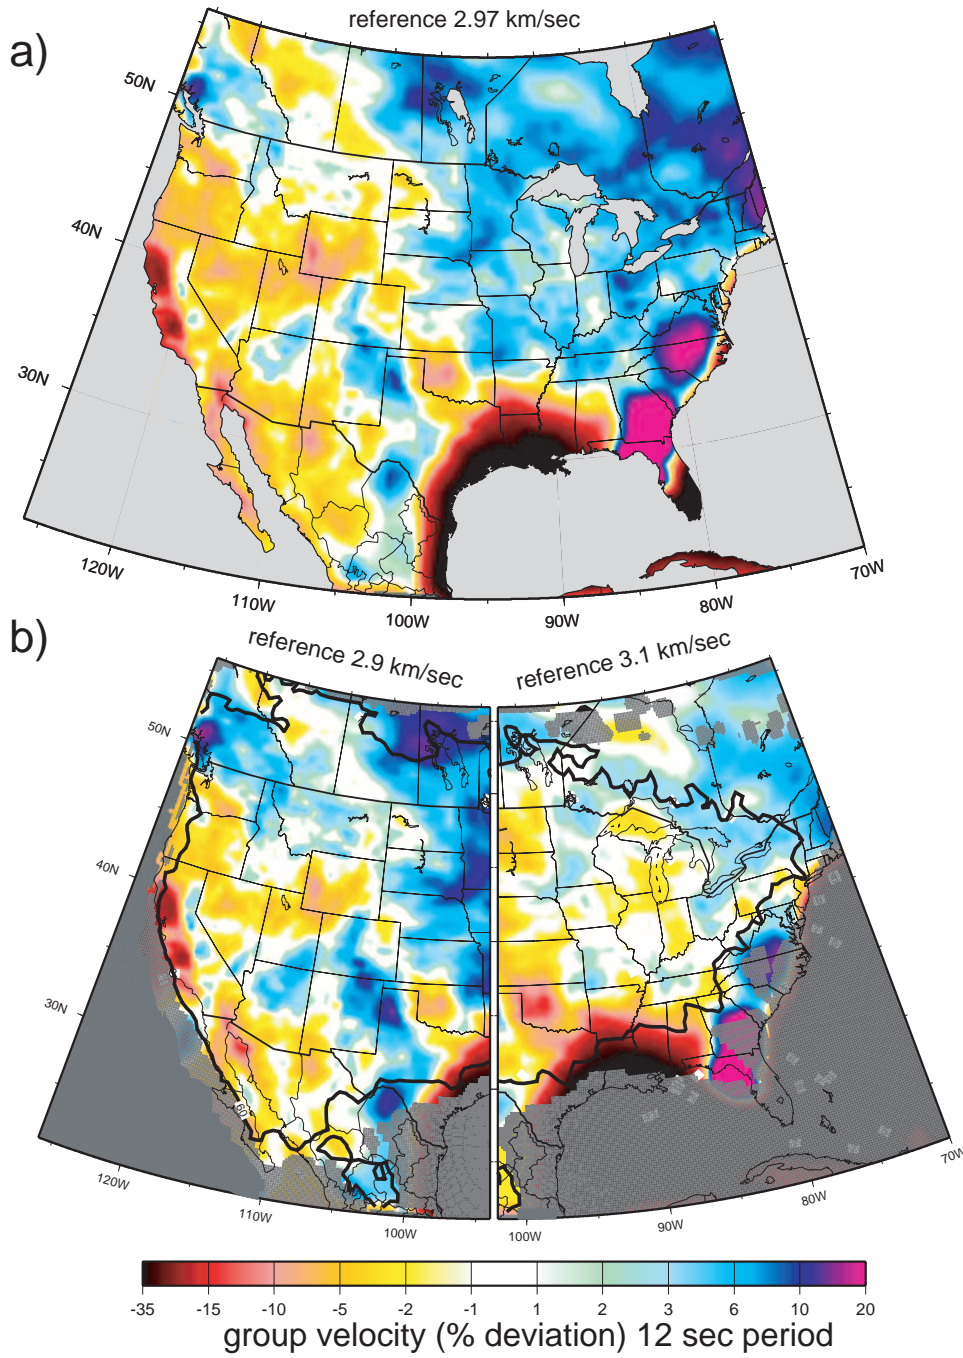 reference 2.97 km/sec
a)
50N
40N
30N
120W
110W
100W
90W
80W
70W
b)
reference 2.9 km/sec
reference 3.1 km/sec
50N
40N
30N
60
120W
110W
100W
100W
90W
80W
70W
-35 -15 -10 -5 -2 -1 1 2 3 6 10 20
group velocity (% deviation) 12 sec period